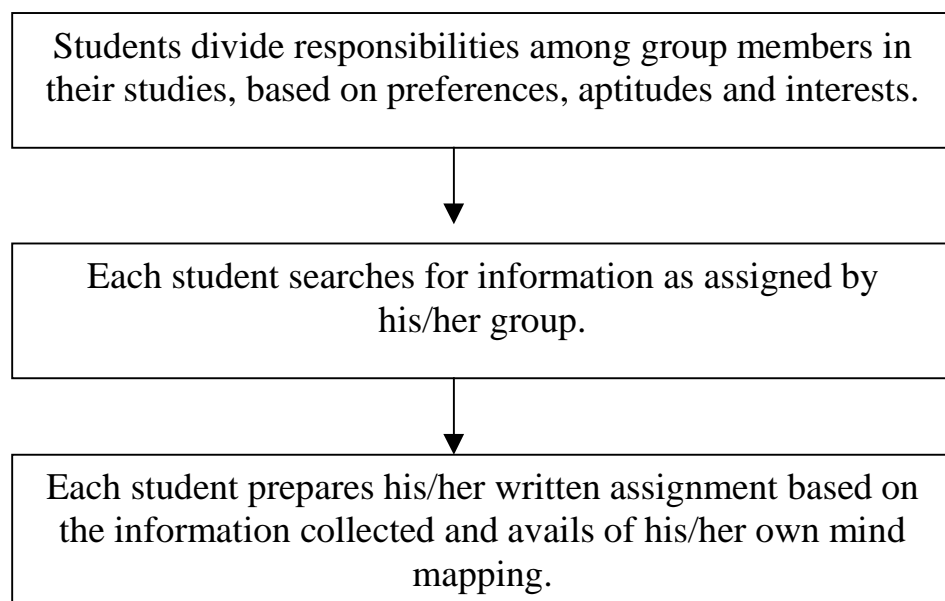 Students divide responsibilities among group members in
their studies, based on preferences, aptitudes and interests.
Each student searches for information as assigned by
his/her group.
Each student prepares his/her written assignment based on
the information collected and avails of his/her own mind
mapping.